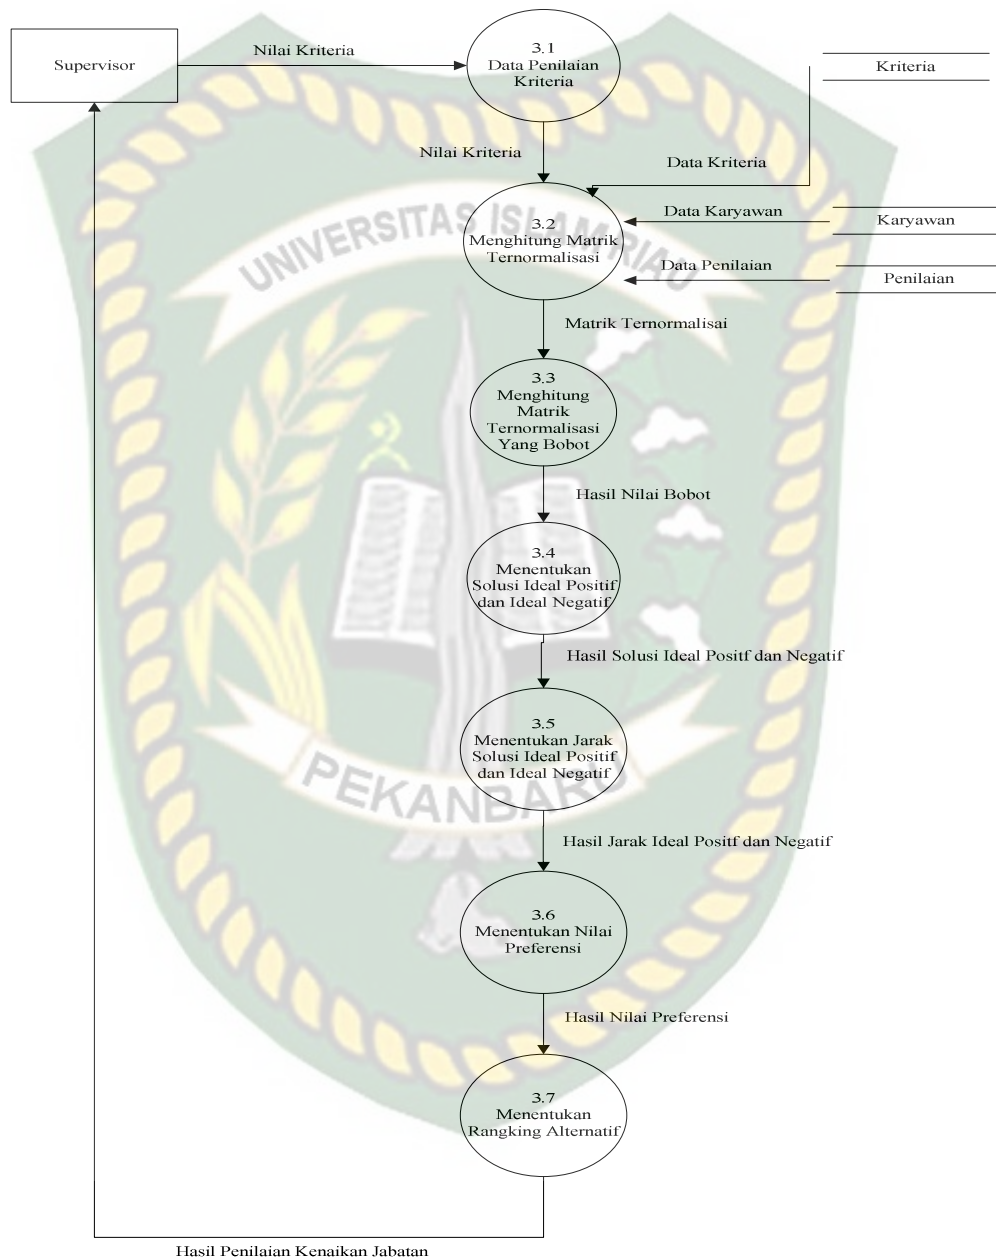 3.1
Data Penilaian
Kriteria
Supervisor
Nilai Kriteria
Kriteria
Nilai Kriteria
Data Kriteria
Data Karyawan
Karyawan
3.2
Menghitung Matrik
Ternormalisasi
Data Penilaian
Penilaian
UNIVERSITAS ISLAM RIAU
Matrik Ternormalisai
3.3
Menghitung
Matrik
Ternormalisasi
Yang Bobot
Hasil Nilai Bobot
3.4
Menentukan
Solusi Ideal Positif
dan Ideal Negatif
Hasil Solusi Ideal Positf dan Negatif
3.5
Menentukan Jarak
Solusi Ideal Positif
dan Ideal Negatif
PEKANBARU
Hasil Jarak Ideal Positf dan Negatif
3.6
Menentukan Nilai
Preferensi
Hasil Nilai Preferensi
3.7
Menentukan
Rangking Alternatif
Hasil Penilaian Kenaikan Jabatan